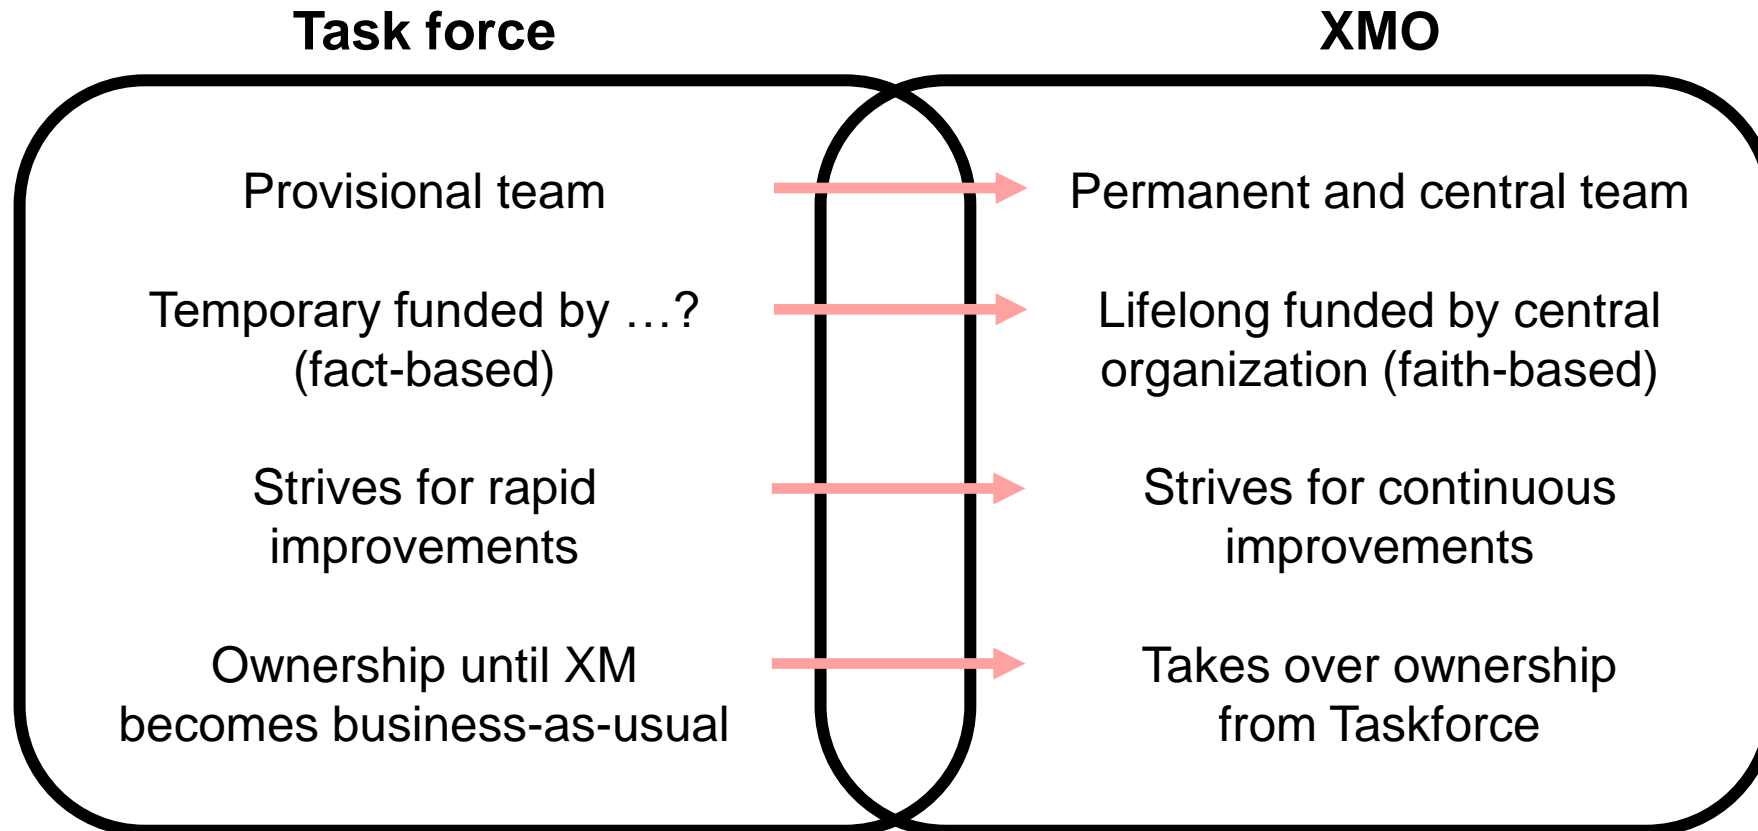 Task force
XMO
Provisional team
Permanent and central team
Temporary funded by …?
(fact-based)
Lifelong funded by central
organization (faith-based)
Strives for rapid
improvements
Strives for continuous
improvements
Ownership until XM
becomes business-as-usual
Takes over ownership
from Taskforce